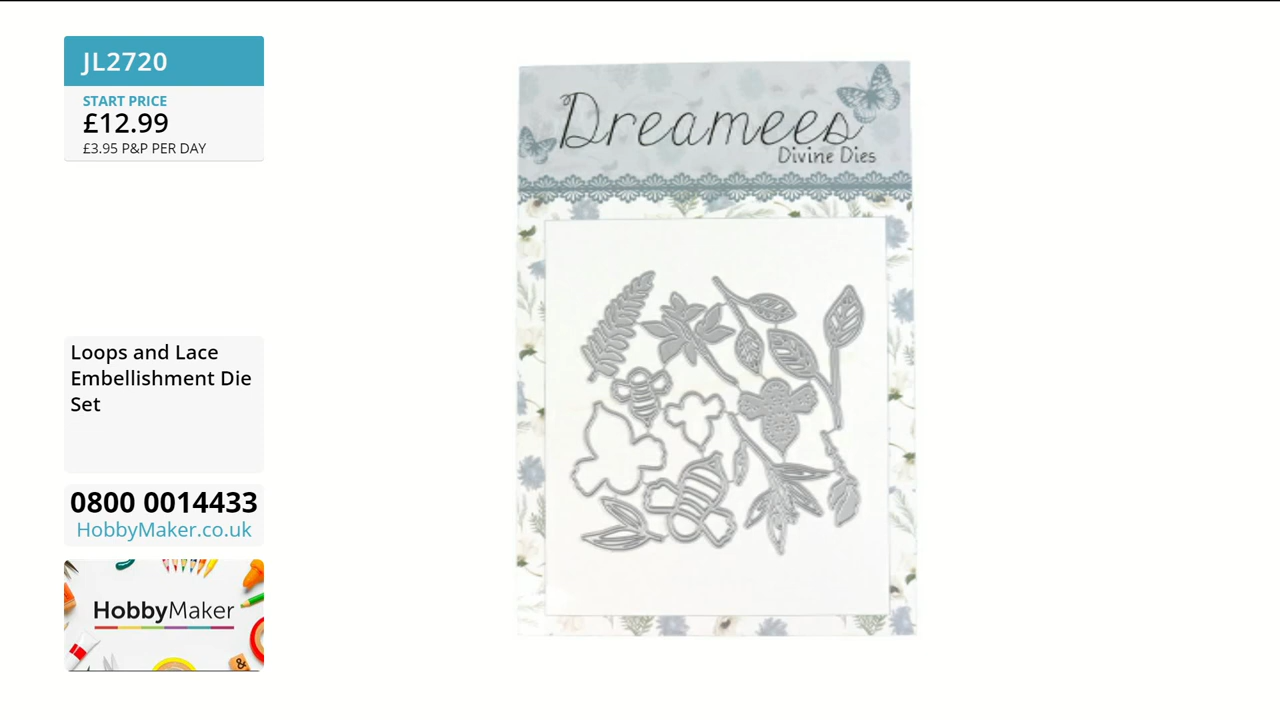 JL2720
START PRICE
£12.99
£3.95 P&P PER DAY
Loops and Lace
Embellishment Die
Set
0800 0014433
HobbyMaker.co.uk
HobbyMaker
&
Dreamees
Divine Dies